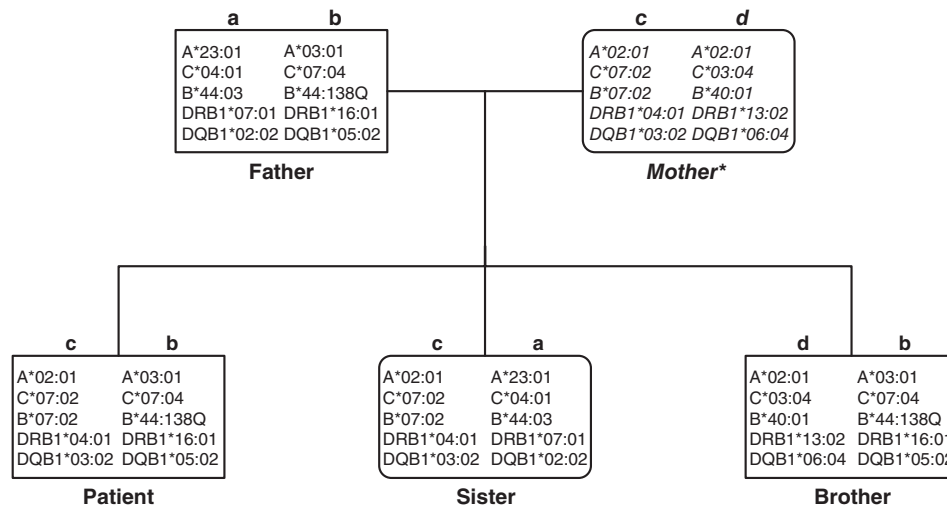 a b
A*23:01 A*03:01
C*04:01 C*07:04
B*44:03 B*44:138Q
DRB1*07:01 DRB1*16:01
DQB1*02:02 DQB1*05:02
Father
c d
A*02:01 A*02:01
C*07:02 C*03:04
B*07:02 B*40:01
DRB1*04:01 DRB1*13:02
DQB1*03:02 DQB1*06:04
Mother*
c b
A*02:01 A*03:01
C*07:02 C*07:04
B*07:02 B*44:138Q
DRB1*04:01 DRB1*16:01
DQB1*03:02 DQB1*05:02
Patient
c a
A*02:01 A*23:01
C*07:02 C*04:01
B*07:02 B*44:03
DRB1*04:01 DRB1*07:01
DQB1*03:02 DQB1*02:02
Sister
d b
A*02:01 A*03:01
C*03:04 C*07:04
B*40:01 B*44:138Q
DRB1*13:02 DRB1*16:01
DQB1*06:04 DQB1*05:02
Brother